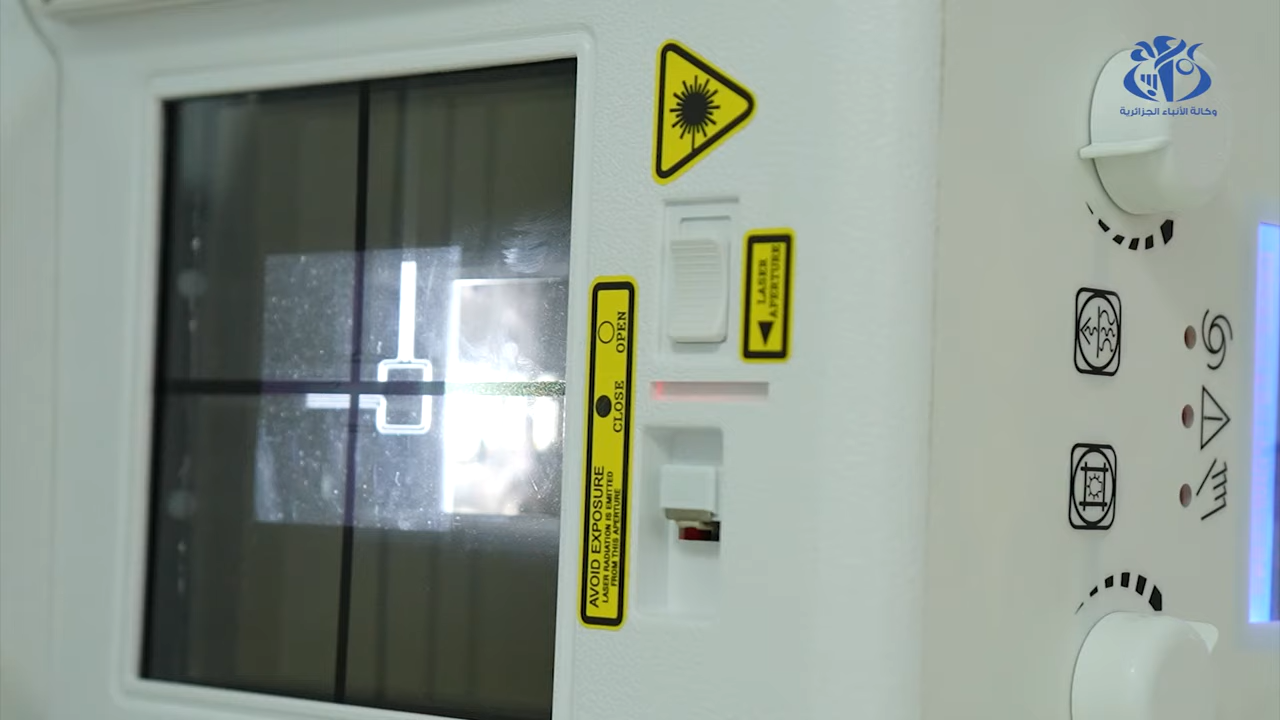 وكالة الأنباء الجزائرية
LASER
APERTURE
OPEN
CLOSE
AVOID EXPOSURE
LASER RADIATION IS EMITTED
FROM THIS APERTURE